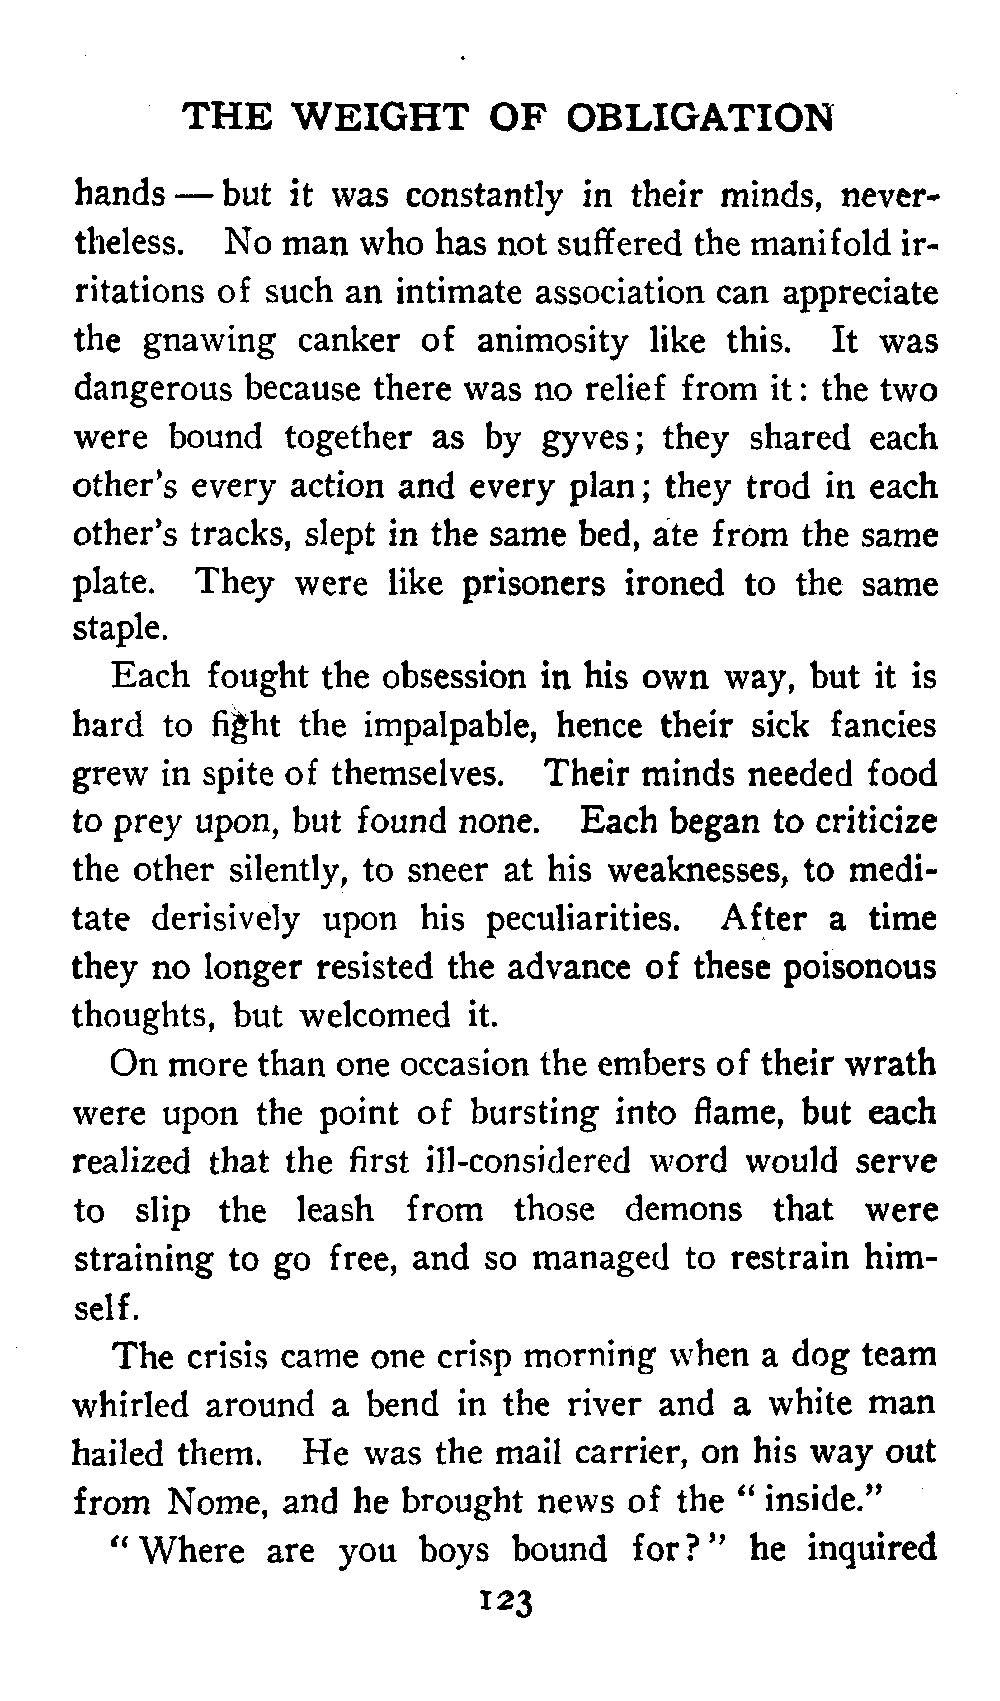 THE WEIGHT OF OBLIGATION
hands — but it was constantly in their minds, never-
theless. No man who has not suffered the manifold ir-
ritations of such an intimate association can appreciate
the gnawing canker of animosity like this. It was
dangerous because there was no relief from it: the two
were bound together as by gyves; they shared each
other's every action and every plan; they trod in each
other's tracks, slept in the same bed, ate from the same
plate. They were like prisoners ironed to the same
staple.
Each fought the obsession in his own way, but it is
hard to fight the impalpable, hence their sick fancies
grew in spite of themselves. Their minds needed food
to prey upon, but found none. Each began to criticize
the other silently, to sneer at his weaknesses, to medi-
tate derisively upon his peculiarities. After a time
they no longer resisted the advance of these poisonous
thoughts, but welcomed it.
On more than one occasion the embers of their wrath
were upon the point of bursting into flame, but each
realized that the first ill-considered word would serve
to slip the leash from those demons that were
straining to go free, and so managed to restrain him-
self.
The crisis came one crisp morning when a dog team
whirled around a bend in the river and a white man
hailed them. He was the mail carrier, on his way out
from Nome, and he brought news of the "inside."
"Where are you boys bound for?" he inquired
123